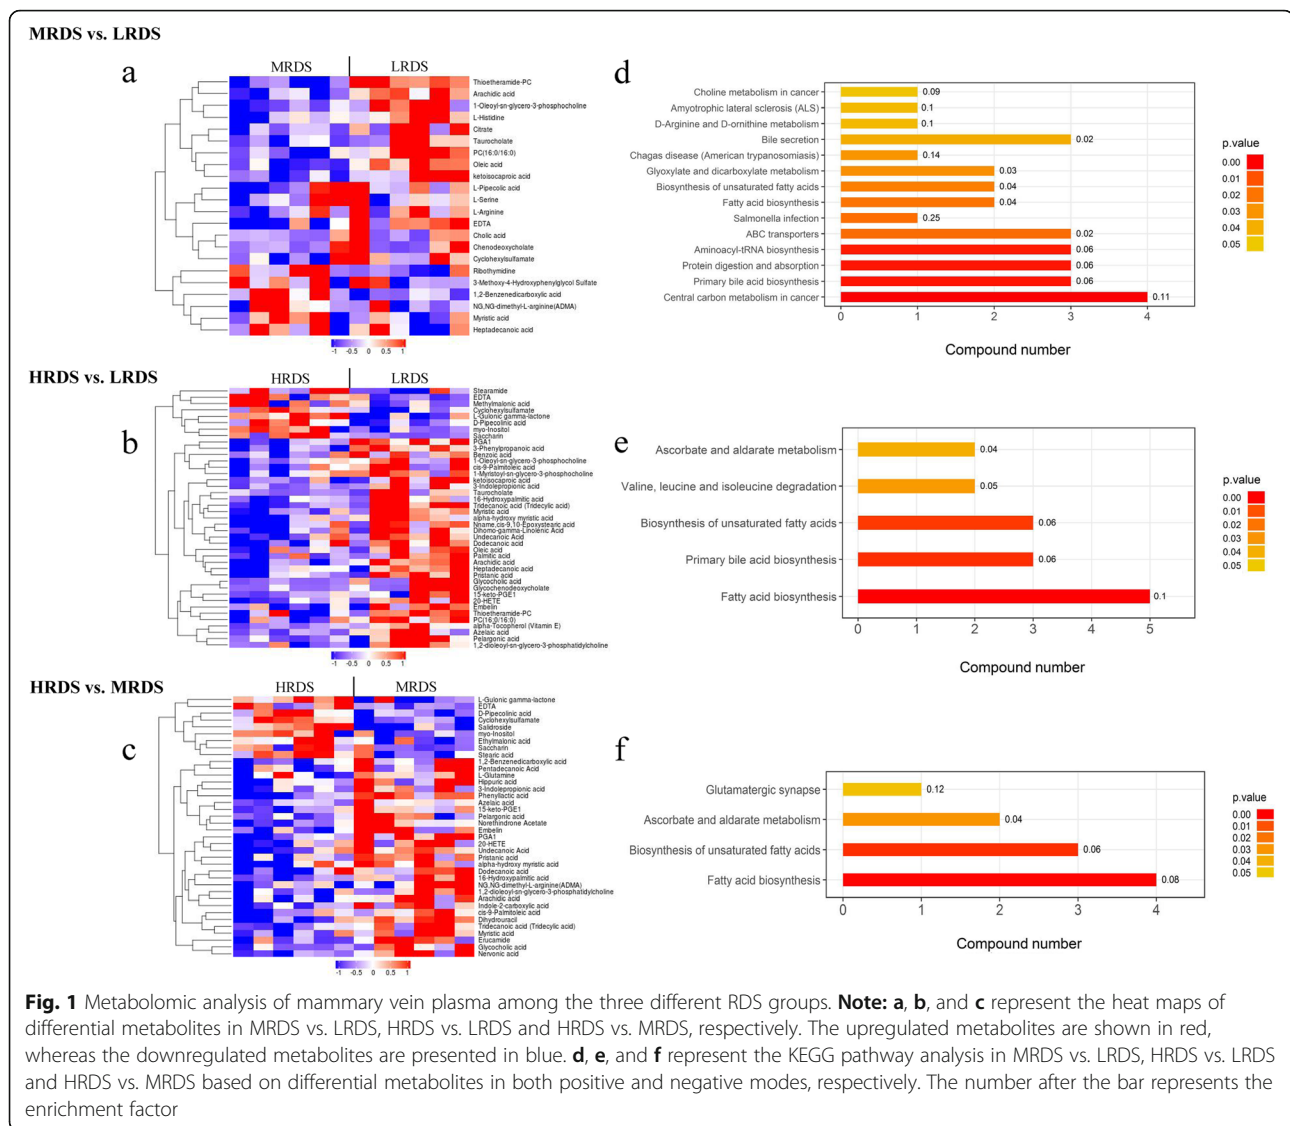 MRDS vs. LRDS
a
MRDS
LRDS
Thioetheramide-PC
Arachidic acid
1-Oleoyl-sn-glycero-3-phosphocholine
L-Histidine
Citrate
Taurocholate
PC(16:0/16:0)
Oleic acid
ketoisocaproic acid
L-Pipecolic acid
L-Serine
L-Arginine
EDTA
Cholic acid
Chenodeoxycholate
Cyclohexylsulfamate
Ribothymidine
3-Methoxy-4-Hydroxyphenylglycol Sulfate
1,2-Benzenedicarboxylic acid
NG,NG-dimethyl-L-arginine(ADMA)
Myristic acid
Heptadecanoic acid
-1 -0.5 0 0.5 1
d
Choline metabolism in cancer 0.09
Amyotrophic lateral sclerosis (ALS) 0.1
D-Arginine and D-ornithine metabolism 0.1
Bile secretion 0.02
Chagas disease (American trypanosomiasis) 0.14
Glyoxylate and dicarboxylate metabolism 0.03
Biosynthesis of unsaturated fatty acids 0.04
Fatty acid biosynthesis 0.04
Salmonella infection 0.25
ABC transporters 0.02
Aminoacyl-tRNA biosynthesis 0.06
Protein digestion and absorption 0.06
Primary bile acid biosynthesis 0.06
Central carbon metabolism in cancer 0.11
0 1 2 3 4
Compound number
p.value
0.00
0.01
0.02
0.03
0.04
0.05
HRDS vs. LRDS
b
HRDS
LRDS
Stearamide
EDTA
Methylmalonic acid
Cyclohexylsulfamate
L-Gulonic gamma-lactone
D-Pipecolinic acid
myo-Inositol
Saccharin
PGA1
3-Phenylpropanoic acid
Benzoic acid
1-Oleoyl-sn-glycero-3-phosphocholine
cis-9-Palmitoleic acid
1-Myristoyl-sn-glycero-3-phosphocholine
ketoisocaproic acid
3-Indolepropionic acid
Taurocholate
16-Hydroxypalmitic acid
Tridecanoic acid (Tridecylic acid)
Myristic acid
alpha-hydroxy myristic acid
Nname,cis-9,10-Epoxystearic acid
Dihomo-gamma-Linolenic Acid
Undecanoic Acid
Dodecanoic acid
Oleic acid
Palmitic acid
Arachidic acid
Heptadecanoic acid
Pristanic acid
Glycocholic acid
Glycochenodeoxycholate
15-keto-PGE1
20-HETE
Embelin
Thioetheramide-PC
PC(16:0/16:0)
alpha-Tocopherol (Vitamin E)
Azelaic acid
Pelargonic acid
1,2-dioleoyl-sn-glycero-3-phosphatidylcholine
-1 -0.5 0 0.5 1
e
Ascorbate and aldarate metabolism 0.04
Valine, leucine and isoleucine degradation 0.05
Biosynthesis of unsaturated fatty acids 0.06
Primary bile acid biosynthesis 0.06
Fatty acid biosynthesis 0.1
0 1 2 3 4 5
Compound number
p.value
0.00
0.01
0.02
0.03
0.04
0.05
HRDS vs. MRDS
c
HRDS
MRDS
L-Gulonic gamma-lactone
EDTA
D-Pipecolinic acid
Cyclohexylsulfamate
Salidroside
myo-Inositol
Ethylmalonic acid
Saccharin
Stearic acid
1,2-Benzenedicarboxylic acid
Pentadecanoic Acid
L-Glutamine
Hippuric acid
3-Indolepropionic acid
Phenyllactic acid
Azelaic acid
15-keto-PGE1
Pelargonic acid
Norethindrone Acetate
Embelin
PGA1
20-HETE
Undecanoic Acid
Pristanic acid
alpha-hydroxy myristic acid
Dodecanoic acid
16-Hydroxypalmitic acid
NG,NG-dimethyl-L-arginine(ADMA)
1,2-dioleoyl-sn-glycero-3-phosphatidylcholine
Arachidic acid
Indole-2-carboxylic acid
cis-9-Palmitoleic acid
Dihydrouracil
Tridecanoic acid (Tridecylic acid)
Myristic acid
Erucamide
Glycocholic acid
Nervonic acid
-1 -0.5 0 0.5 1
f
Glutamatergic synapse 0.12
Ascorbate and aldarate metabolism 0.04
Biosynthesis of unsaturated fatty acids 0.06
Fatty acid biosynthesis 0.08
0 1 2 3 4
Compound number
p.value
0.00
0.01
0.02
0.03
0.04
0.05
Fig. 1 Metabolomic analysis of mammary vein plasma among the three different RDS groups. Note: a, b, and c represent the heat maps of
differential metabolites in MRDS vs. LRDS, HRDS vs. LRDS and HRDS vs. MRDS, respectively. The upregulated metabolites are shown in red,
whereas the downregulated metabolites are presented in blue. d, e, and f represent the KEGG pathway analysis in MRDS vs. LRDS, HRDS vs. LRDS
and HRDS vs. MRDS based on differential metabolites in both positive and negative modes, respectively. The number after the bar represents the
enrichment factor